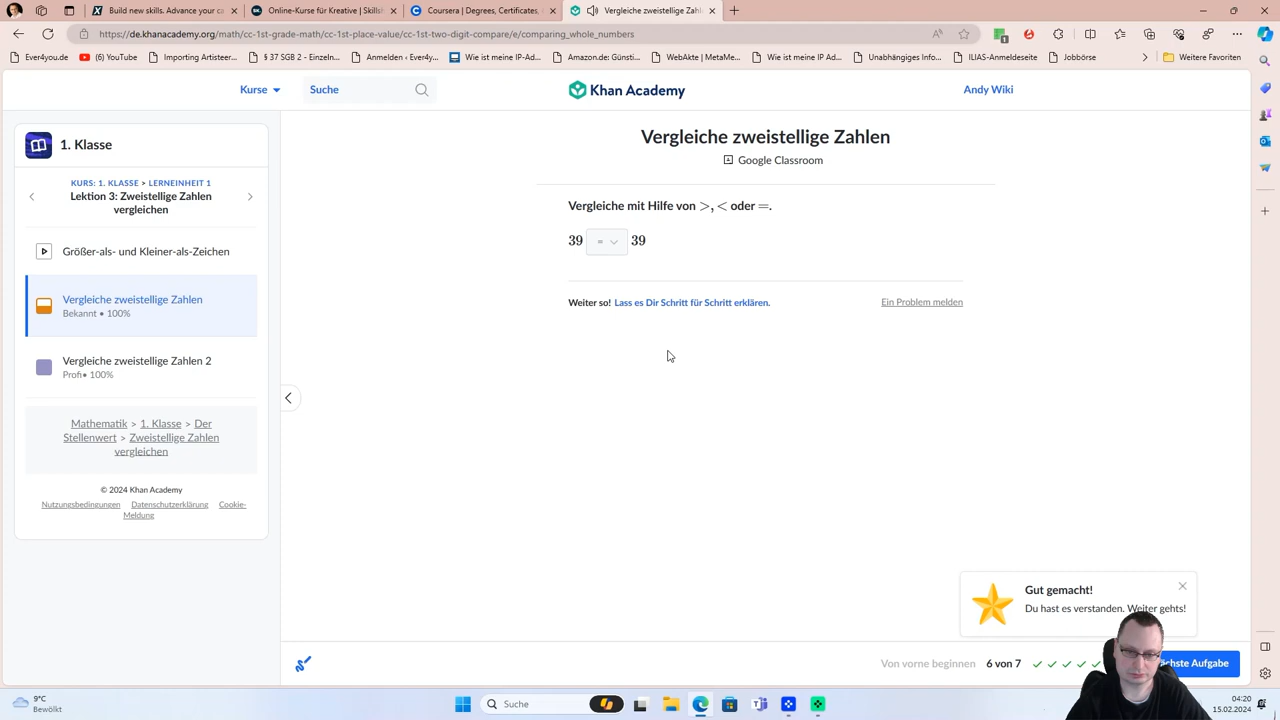 Build new skills. Advance your ca
Online-Kurse für Kreative | Skillsh
Coursera | Degrees, Certificates,
Vergleiche zweistellige Zahlen
https://de.khanacademy.org/math/cc-1st-grade-math/cc-1st-place-value/cc-1st-two-digit-compare/e/comparing_whole_numbers
Ever4you.de
(6) YouTube
Importing Artisteer...
§ 37 SGB 2 - Einzeln...
Anmelden ‹ Ever4y...
Wie ist meine IP-Ad...
Amazon.de: Günsti...
WebAkte | MetaMe...
Wie ist meine IP Ad...
Unabhängiges Infor...
ILIAS-Anmeldeseite
Jobbörse
Weitere Favoriten
Kurse
Suche
Khan Academy
Andy Wiki
1. Klasse
KURS: 1. KLASSE > LERNEINHEIT 1
Lektion 3: Zweistellige Zahlen
vergleichen
Größer-als- und Kleiner-als-Zeichen
Vergleiche zweistellige Zahlen
Bekannt • 100%
Vergleiche zweistellige Zahlen 2
Profi• 100%
Mathematik > 1. Klasse > Der
Stellenwert > Zweistellige Zahlen
vergleichen
© 2024 Khan Academy
Nutzungsbedingungen Datenschutzerklärung Cookie-
Meldung
Vergleiche zweistellige Zahlen
Google Classroom
Vergleiche mit Hilfe von >, < oder =.
39 = 39
Weiter so! Lass es Dir Schritt für Schritt erklären.
Ein Problem melden
Gut gemacht!
Du hast es verstanden. Weiter gehts!
Von vorne beginnen 6 von 7
chste Aufgabe
9°C
Bewölkt
Suche
04:20
15.02.2024